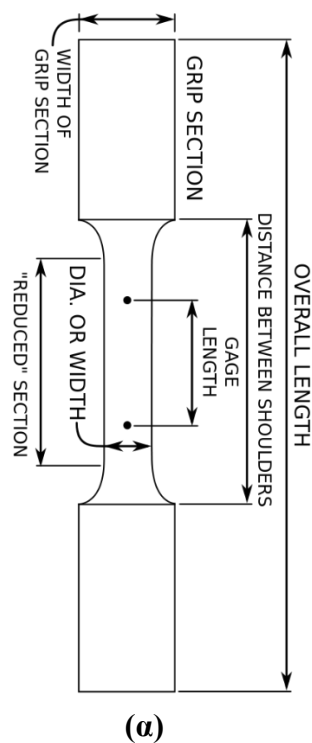 WIDTH OF
GRIP SECTION
GRIP SECTION
DISTANCE BETWEEN SHOULDERS
OVERALL LENGTH
GAGE
LENGTH
DIA. OR WIDTH
"REDUCED" SECTION
(α)